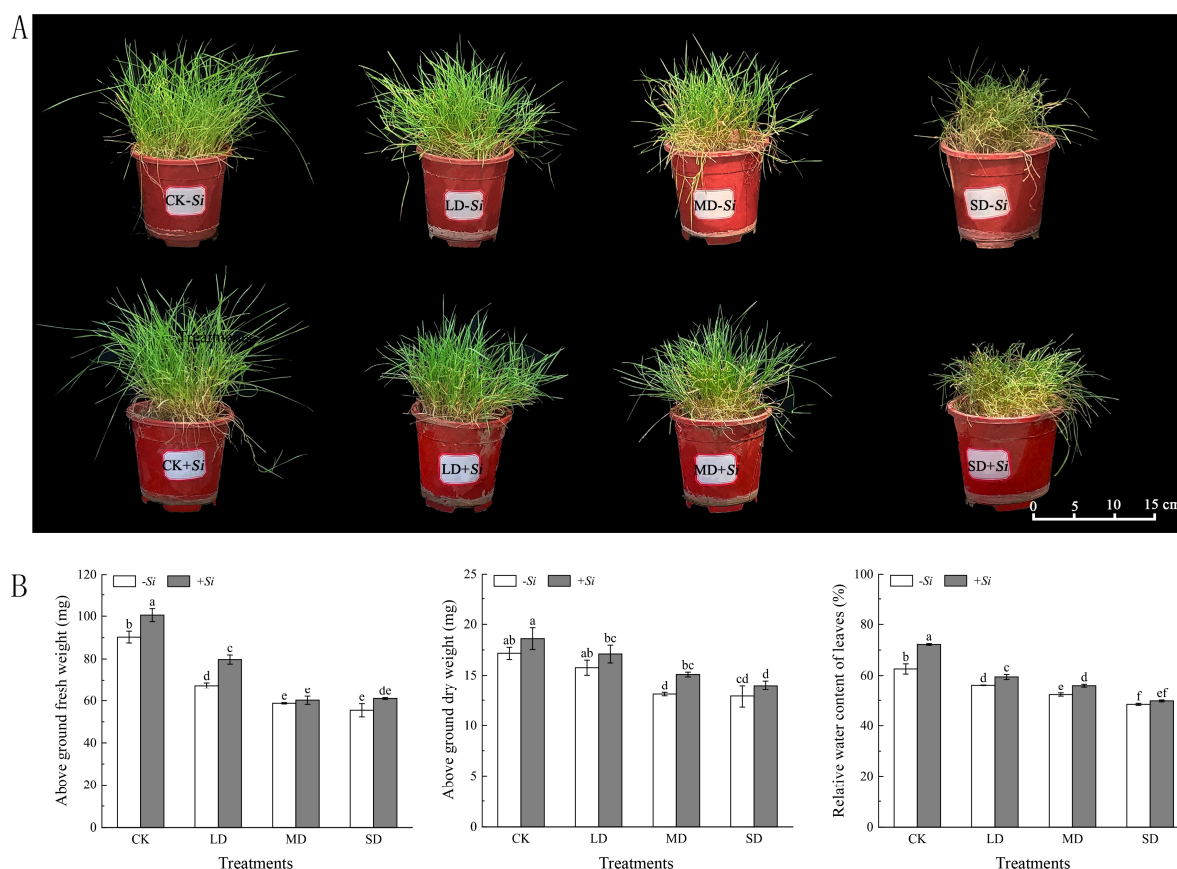 A
CK-Si
LD-Si
MD-Si
SD-Si
Treatments
CK+Si
LD+Si
MD+Si
SD+Si
0 5 10 15 cm
B
Above ground fresh weight (mg)
120
100
80
60
40
20
0
-Si +Si
b a d c e e e de
CK LD MD SD
Treatments
Above ground dry weight (mg)
25
20
15
10
5
0
-Si +Si
ab a ab bc d bc cd d
CK LD MD SD
Treatments
Relative water content of leaves (%)
100
80
60
40
20
0
-Si +Si
b a d c e d f ef
CK LD MD SD
Treatments